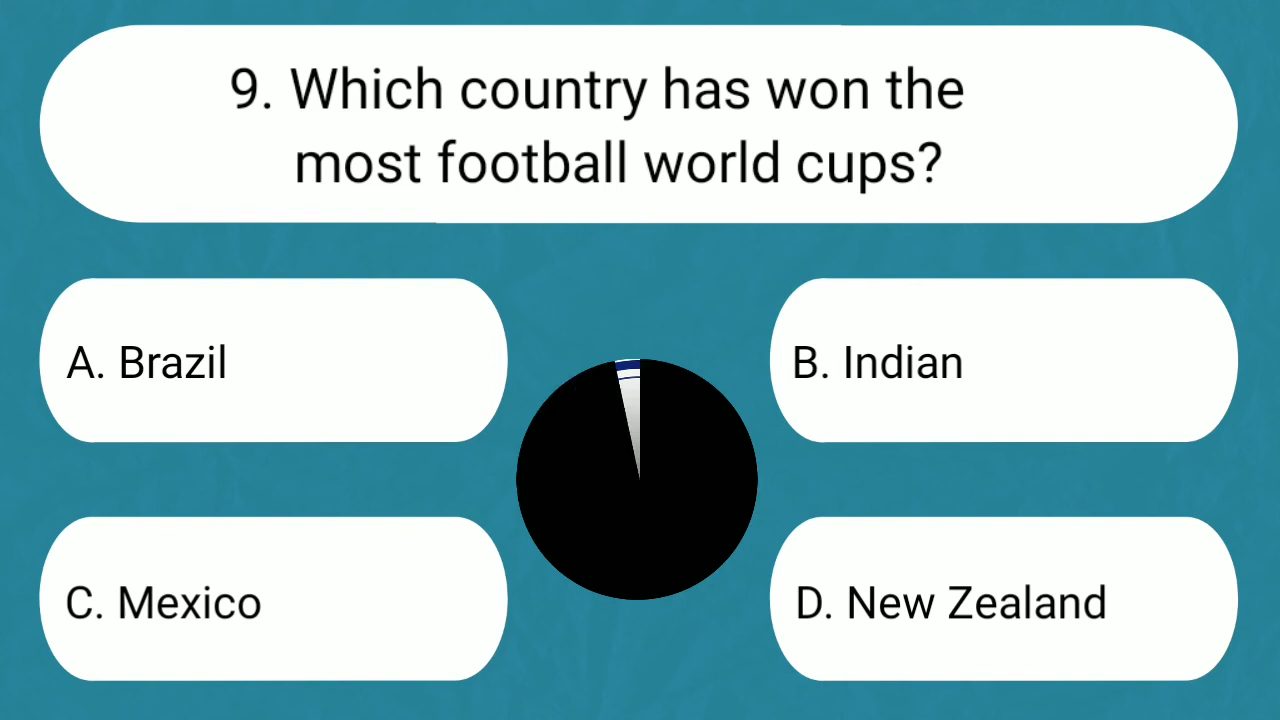 9. Which country has won the
most football world cups?
A. Brazil
B. Indian
C. Mexico
D. New Zealand